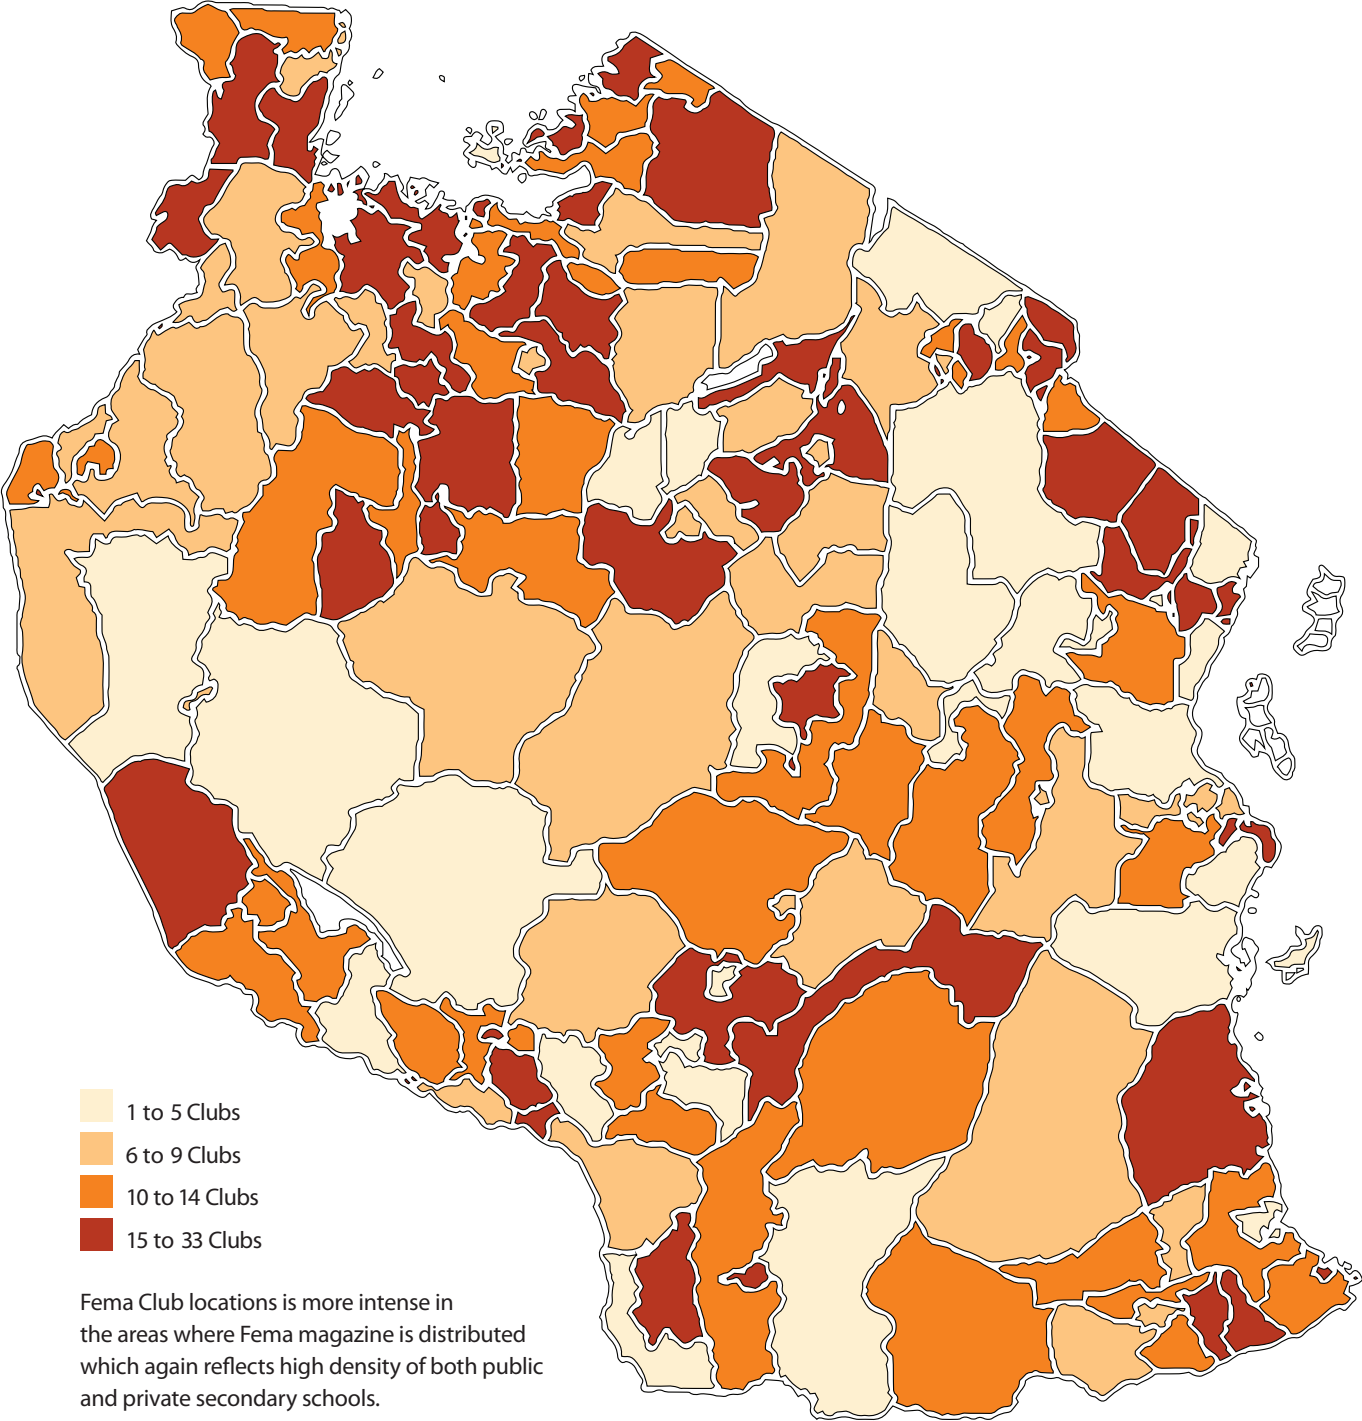 1 to 5 Clubs
6 to 9 Clubs
10 to 14 Clubs
15 to 33 Clubs
Fema Club locations is more intense in
the areas where Fema magazine is distributed
which again reflects high density of both public
and private secondary schools.